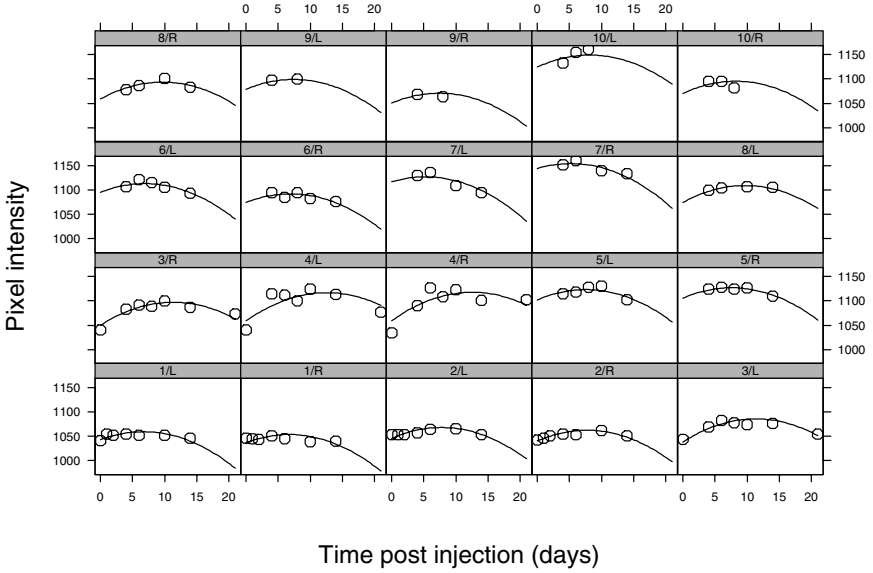 0 5 10 15 20 0 5 10 15 20
8/R 9/L 9/R 10/L 10/R
1150
1100
1050
1000
6/L 6/R 7/L 7/R 8/L
1150
1100
1050
1000
3/R 4/L 4/R 5/L 5/R
1150
1100
1050
1000
1/L 1/R 2/L 2/R 3/L
1150
1100
1050
1000
0 5 10 15 20 0 5 10 15 20 0 5 10 15 20
Pixel intensity
Time post injection (days)